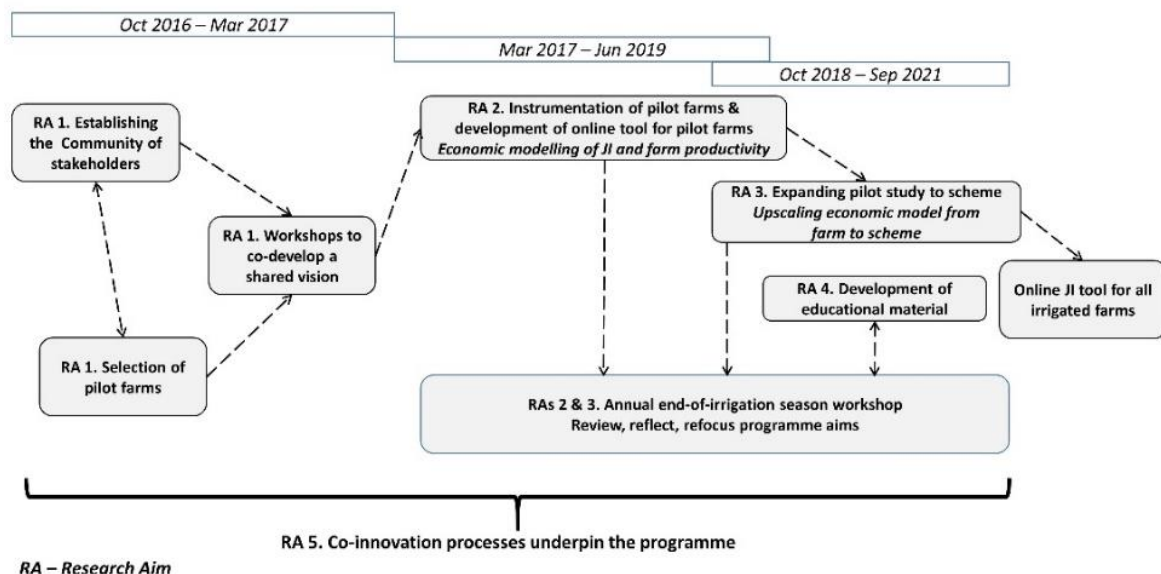 Oct 2016 – Mar 2017
Mar 2017 – Jun 2019
Oct 2018 – Sep 2021
RA 1. Establishing
the Community of
stakeholders
RA 1. Workshops to
co-develop a
shared vision
RA 1. Selection of
pilot farms
RA 2. Instrumentation of pilot farms &
development of online tool for pilot farms
Economic modelling of JI and farm productivity
RA 3. Expanding pilot study to scheme
Upscaling economic model from
farm to scheme
RA 4. Development of
educational material
Online JI tool for all
irrigated farms
RAs 2 & 3. Annual end-of-irrigation season workshop
Review, reflect, refocus programme aims
RA 5. Co-innovation processes underpin the programme
RA – Research Aim